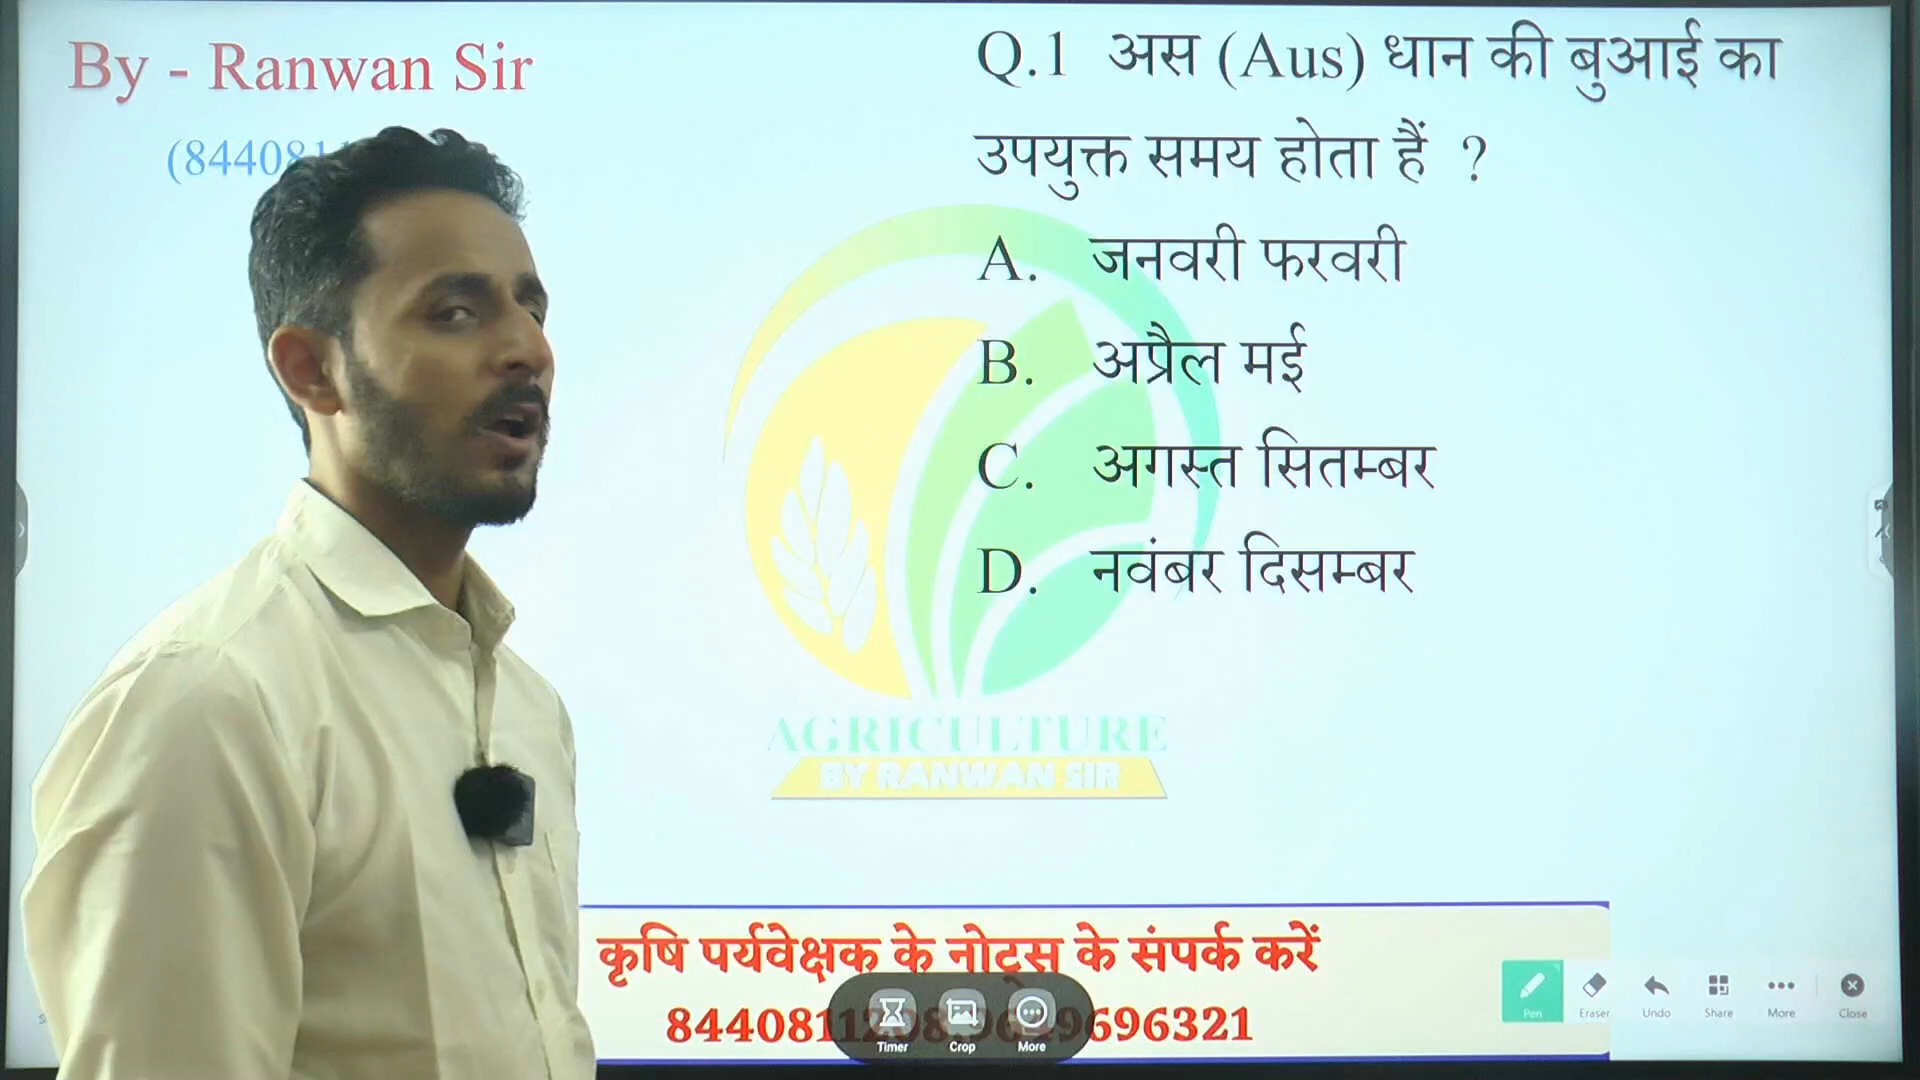 By - Ranwan Sir
Q.1 अस (Aus) धान की बुआई का
उपयुक्त समय होता हैं ?
A. जनवरी फरवरी
B. अप्रैल मई
C. अगस्त सितम्बर
D. नवंबर दिसम्बर
AGRICULTURE
BY RANWAN SIR
कृषि पर्यवेक्षक के नोट्स के संपर्क करें
Timer Crop More
Pen Eraser Undo Share More Close